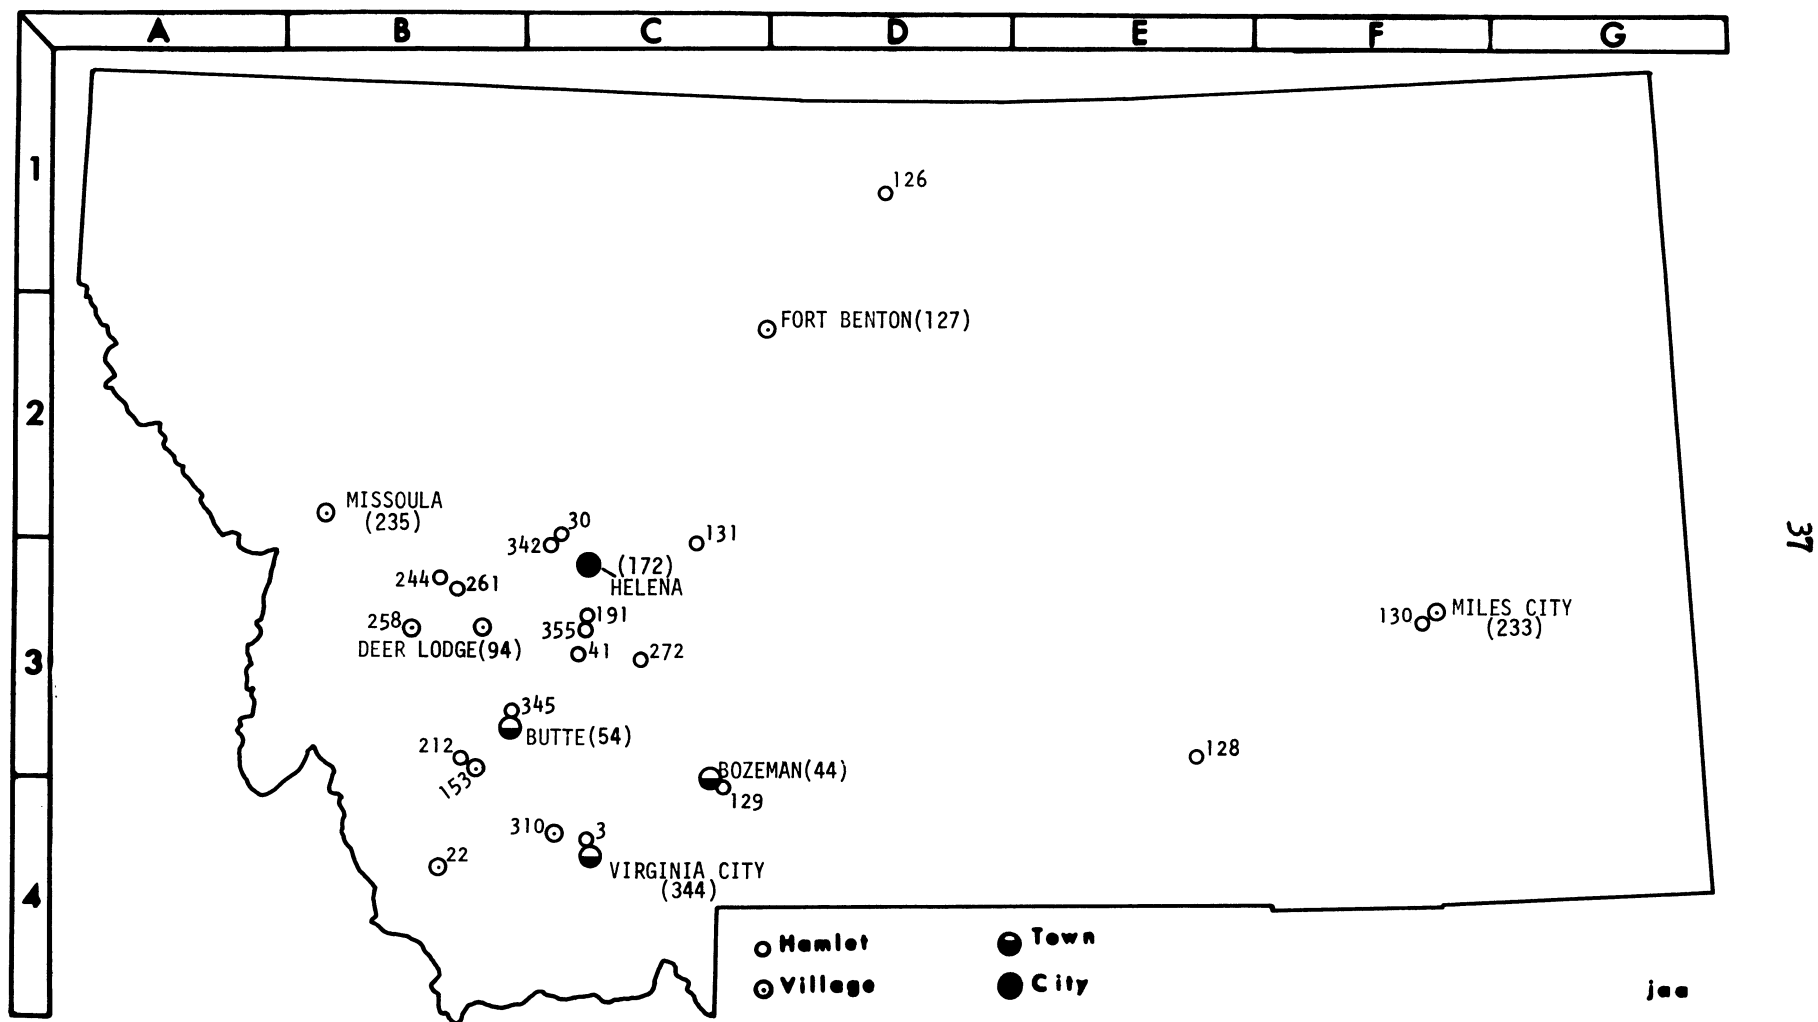 A B C D E F G
1
126
FORT BENTON(127)
2
37
MISSOULA
(235)
30
342
131
(172)
HELENA
244
261
191
MILES CITY
130
(233)
258
355
DEER LODGE(94)
41
272
3
345
BUTTE(54)
212
128
BOZEMAN(44)
153
129
310
3
22
VIRGINIA CITY
(344)
4
Hamlet
Town
Village
City
jaa